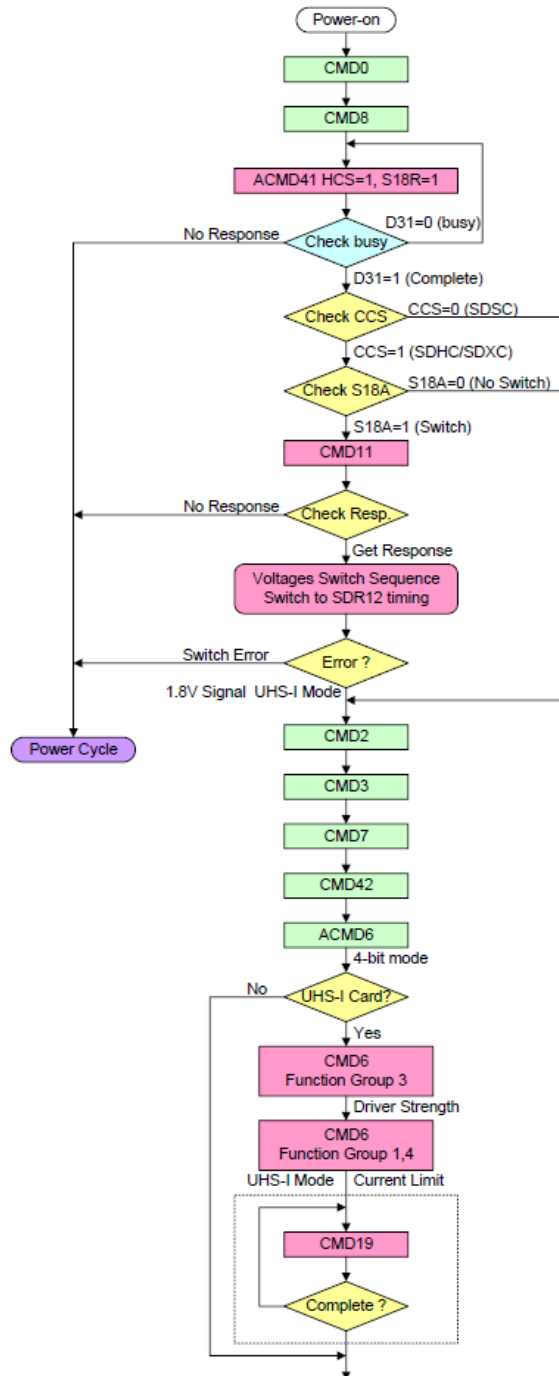 Power-on
CMD0
CMD8
ACMD41 HCS=1, S18R=1
D31=0 (busy)
No Response
Check busy
D31=1 (Complete)
Check CCS
CCS=0 (SDSC)
CCS=1 (SDHC/SDXC)
Check S18A
S18A=0 (No Switch)
S18A=1 (Switch)
CMD11
No Response
Check Resp.
Get Response
Voltages Switch Sequence
Switch to SDR12 timing
Switch Error
Error ?
1.8V Signal UHS-I Mode
CMD2
Power Cycle
CMD3
CMD7
CMD42
ACMD6
4-bit mode
No
UHS-I Card?
Yes
CMD6
Function Group 3
Driver Strength
CMD6
Function Group 1,4
UHS-I Mode
Current Limit
CMD19
Complete ?